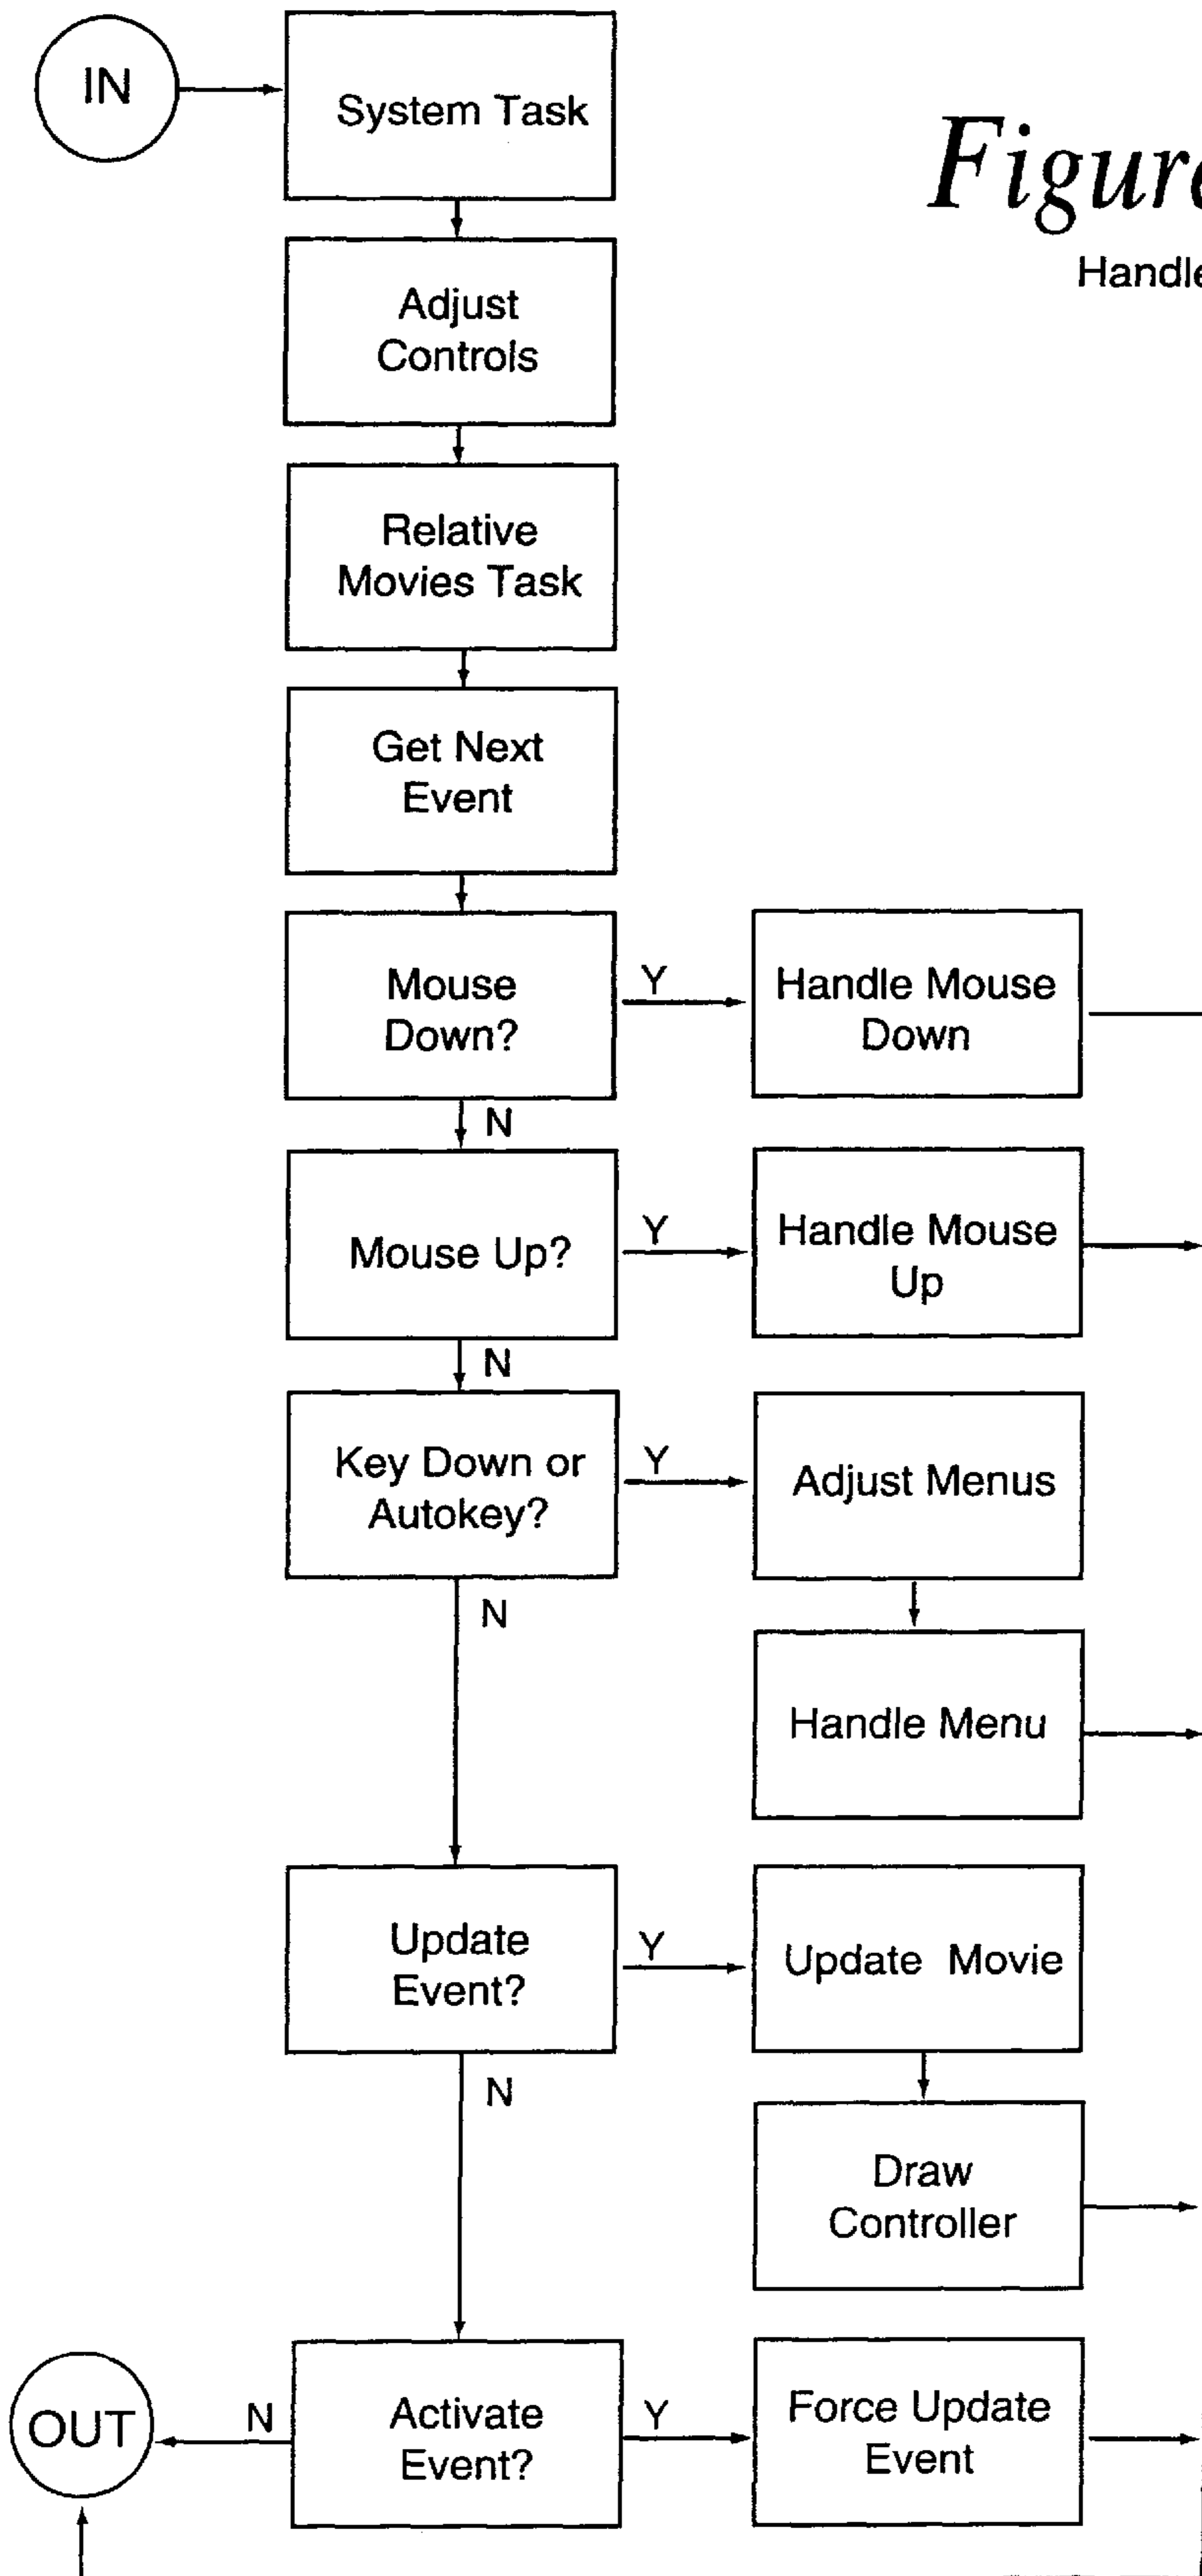 IN
System Task
Figure
Handle
Adjust
Controls
Relative
Movies Task
Get Next
Event
Mouse
Down?
Y
Handle Mouse
Down
N
Mouse Up?
Y
Handle Mouse
Up
N
Key Down or
Autokey?
Y
Adjust Menus
N
Handle Menu
Update
Event?
Y
Update Movie
N
Draw
Controller
OUT
N
Activate
Event?
Y
Force Update
Event